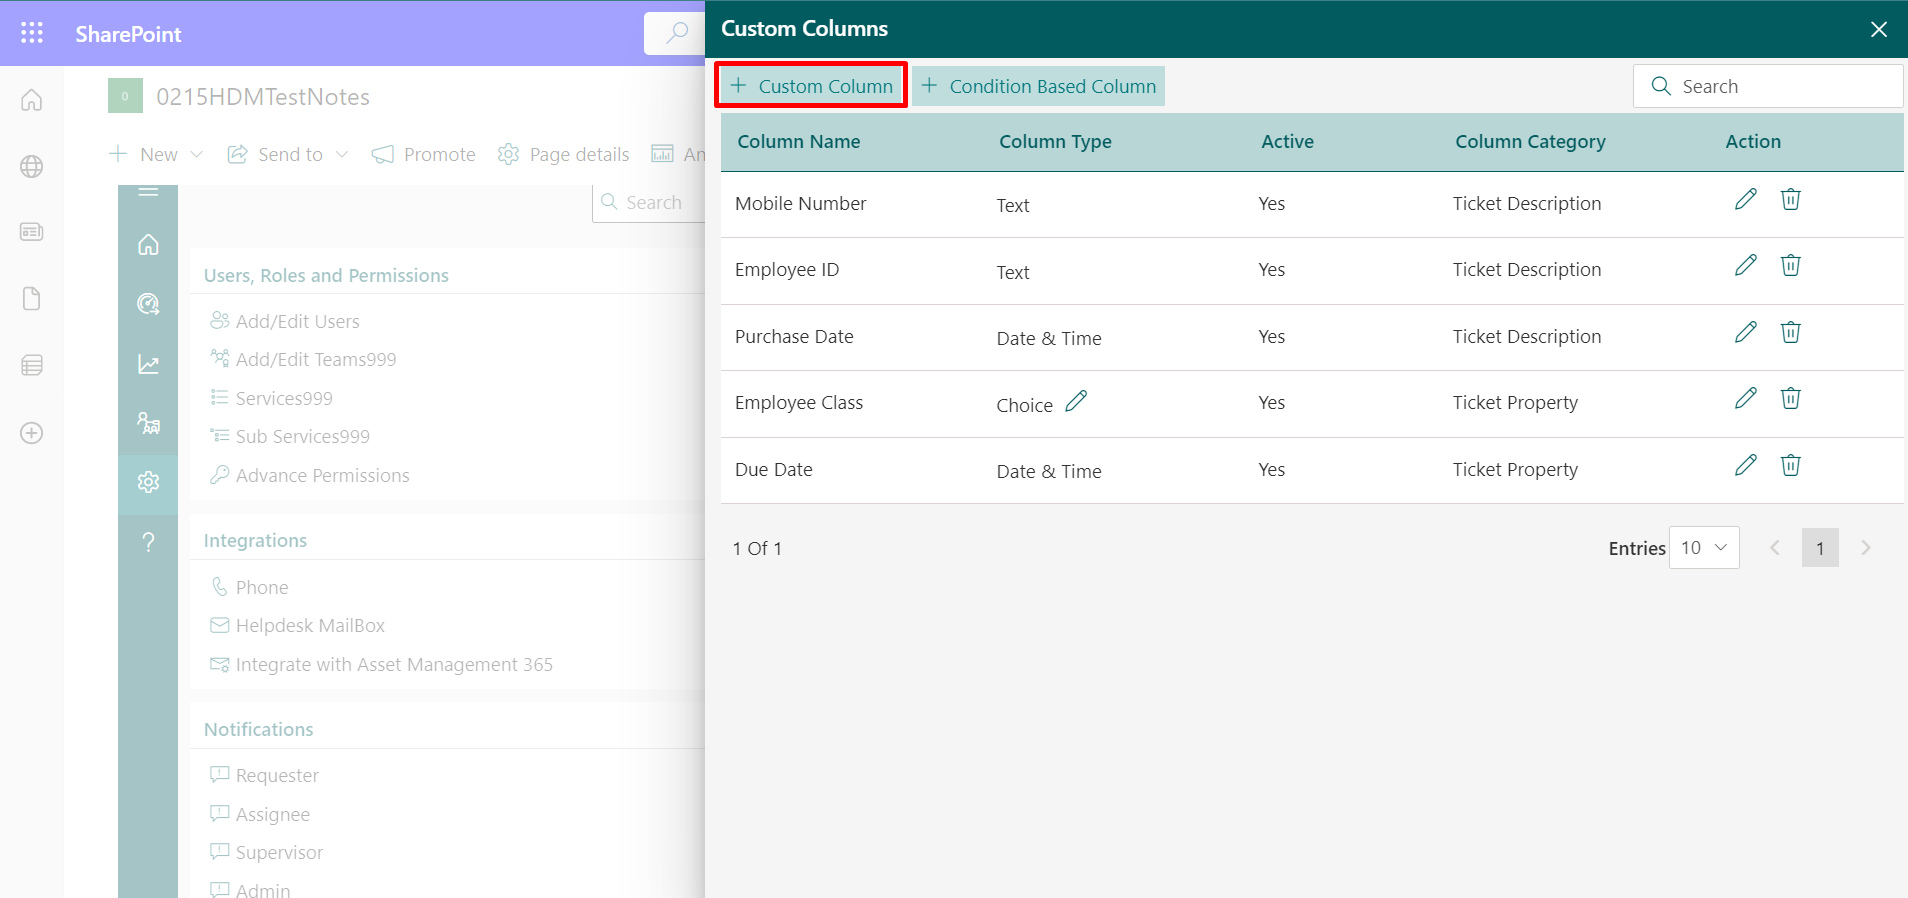 SharePoint
0
0215HDMTestNotes
New
Send to
Promote
Page details
Search
Users, Roles and Permissions
Add/Edit Users
Add/Edit Teams999
Services999
Sub Services999
Advance Permissions
Integrations
Phone
Helpdesk MailBox
Integrate with Asset Management 365
Notifications
Requester
Assignee
Supervisor
Admin
Custom Columns
+ Custom Column + Condition Based Column
Search
Column Name Column Type Active Column Category Action
Mobile Number Text Yes Ticket Description
Employee ID Text Yes Ticket Description
Purchase Date Date & Time Yes Ticket Description
Employee Class Choice Yes Ticket Property
Due Date Date & Time Yes Ticket Property
1 Of 1 Entries 10 1